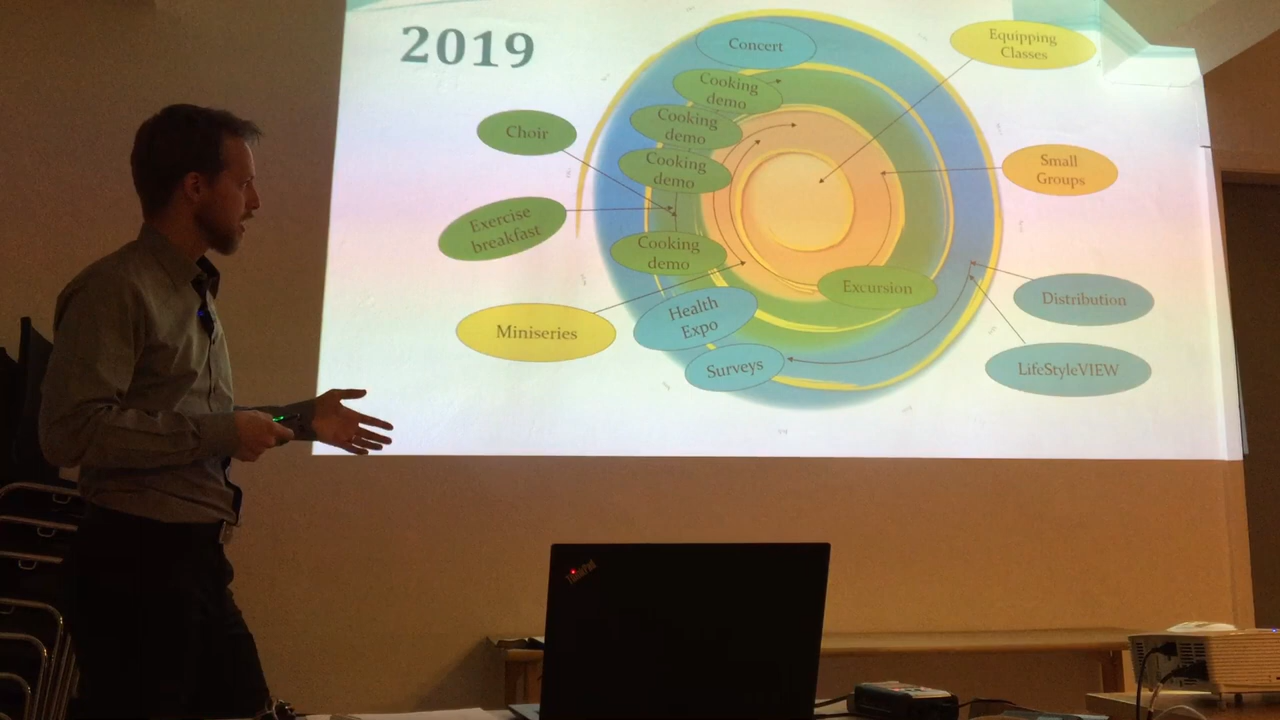 2019
Concert
Equipping
Classes
Cooking
demo
Cooking
demo
Choir
Cooking
demo
Small
Groups
Exercise
breakfast
Cooking
demo
Excursion
Distribution
Health
Expo
Miniseries
Surveys
LifeStyleVIEW
ThinkPad